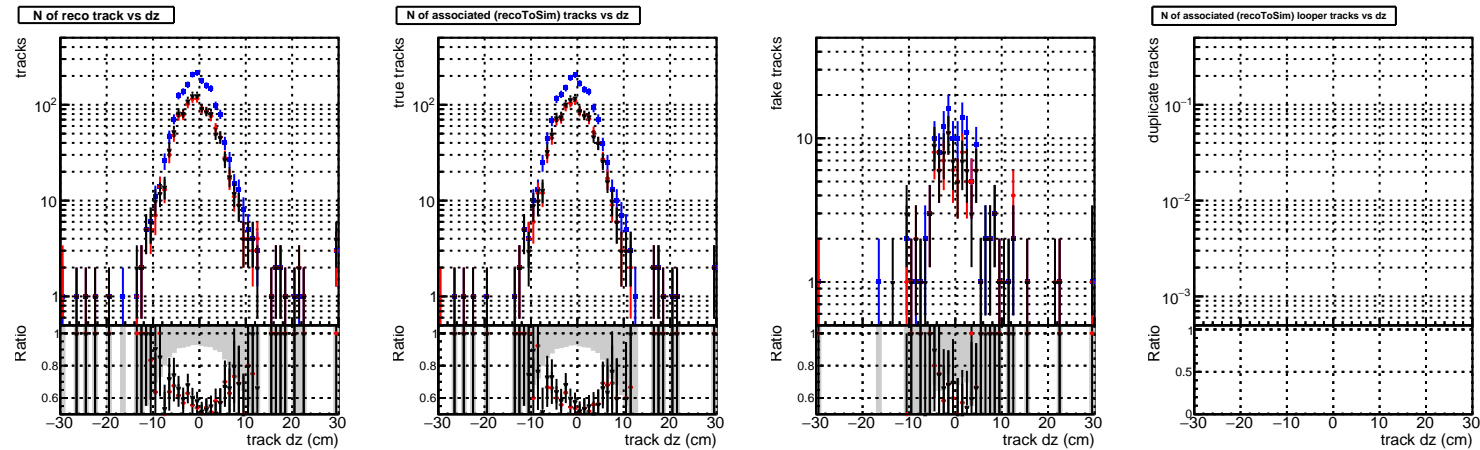 N of reco track vs dz
tracks
10²
10
1
Ratio
1
0.8
0.6
−30 −20 −10 0 10 20 30
track dz (cm)
N of associated (recoToSim) tracks vs dz
true tracks
10²
10
1
Ratio
1
0.8
0.6
−30 −20 −10 0 10 20 30
track dz (cm)
fake tracks
10
1
Ratio
1
0.8
0.6
−30 −20 −10 0 10 20 30
track dz (cm)
N of associated (recoToSim) looper tracks vs dz
duplicate tracks
10⁻¹
10⁻²
10⁻³
Ratio
1
0.5
0
−30 −20 −10 0 10 20 30
track dz (cm)